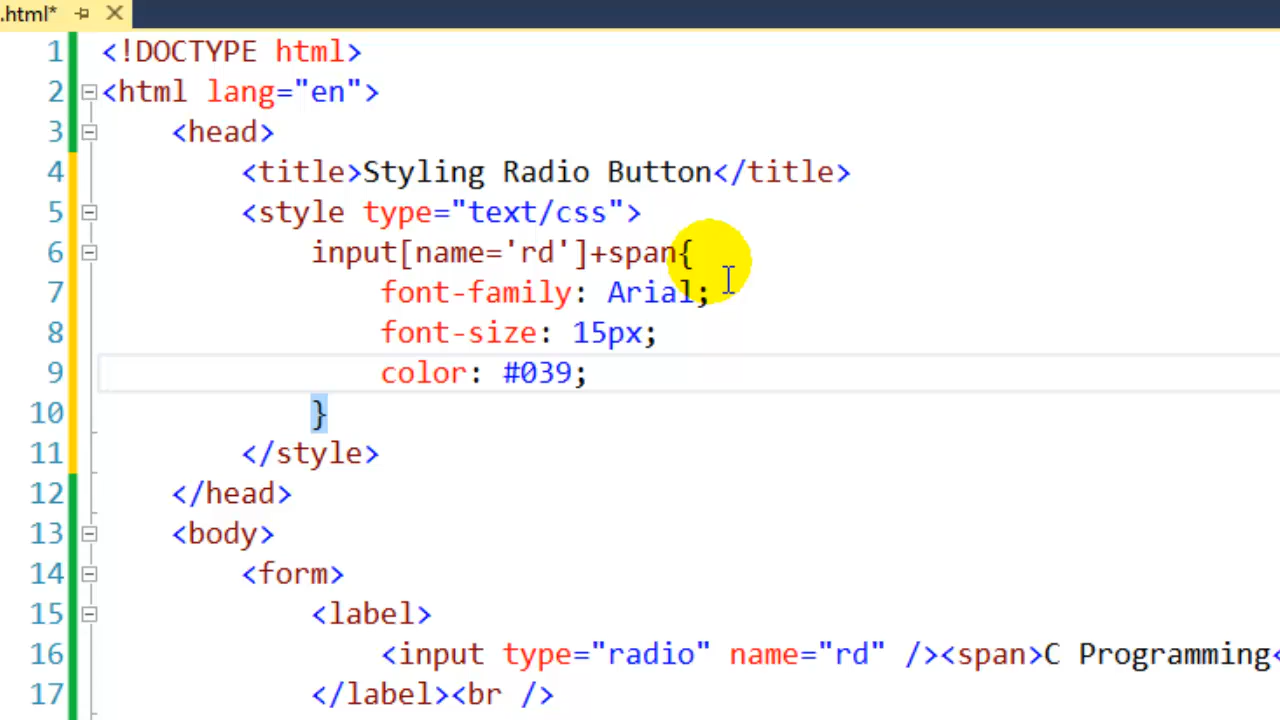 .html*
1 <!DOCTYPE html>
2 <html lang="en">
3 <head>
4 <title>Styling Radio Button</title>
5 <style type="text/css">
6 input[name='rd']+span{
7 font-family: Arial;
8 font-size: 15px;
9 color: #039;
10 }
11 </style>
12 </head>
13 <body>
14 <form>
15 <label>
16 <input type="radio" name="rd" /><span>C Programming<
17 </label><br />